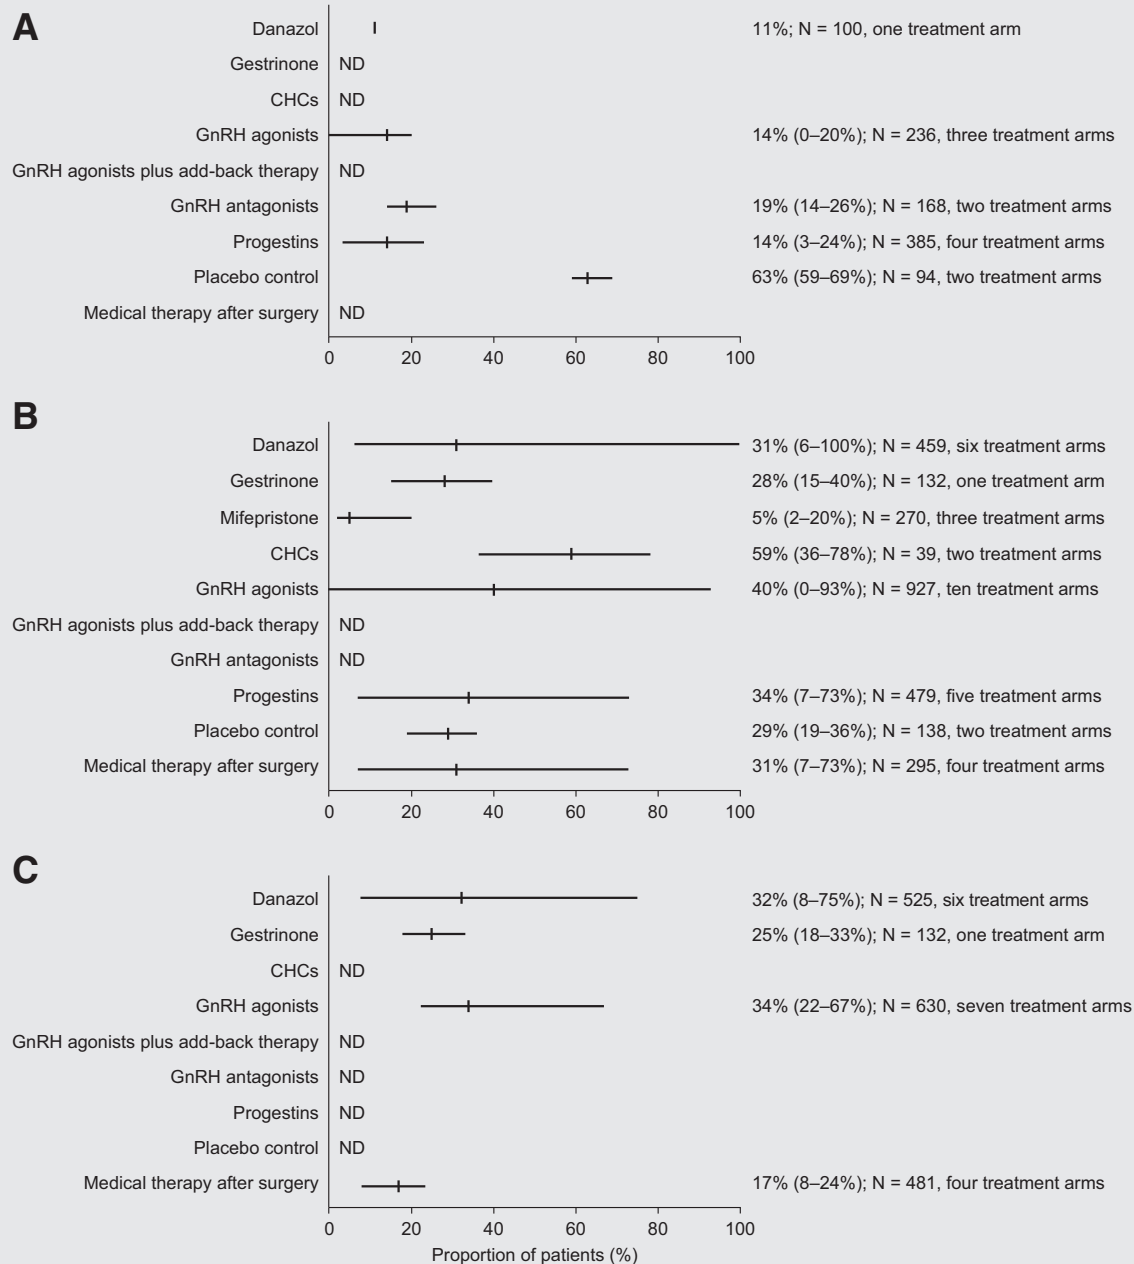 A
Danazol 11%; N = 100, one treatment arm
Gestrinone ND
CHCs ND
GnRH agonists 14% (0–20%); N = 236, three treatment arms
GnRH agonists plus add-back therapy ND
GnRH antagonists 19% (14–26%); N = 168, two treatment arms
Progestins 14% (3–24%); N = 385, four treatment arms
Placebo control 63% (59–69%); N = 94, two treatment arms
Medical therapy after surgery ND
0 20 40 60 80 100
B
Danazol 31% (6–100%); N = 459, six treatment arms
Gestrinone 28% (15–40%); N = 132, one treatment arm
Mifepristone 5% (2–20%); N = 270, three treatment arms
CHCs 59% (36–78%); N = 39, two treatment arms
GnRH agonists 40% (0–93%); N = 927, ten treatment arms
GnRH agonists plus add-back therapy ND
GnRH antagonists ND
Progestins 34% (7–73%); N = 479, five treatment arms
Placebo control 29% (19–36%); N = 138, two treatment arms
Medical therapy after surgery 31% (7–73%); N = 295, four treatment arms
0 20 40 60 80 100
C
Danazol 32% (8–75%); N = 525, six treatment arms
Gestrinone 25% (18–33%); N = 132, one treatment arm
CHCs ND
GnRH agonists 34% (22–67%); N = 630, seven treatment arms
GnRH agonists plus add-back therapy ND
GnRH antagonists ND
Progestins ND
Placebo control ND
Medical therapy after surgery 17% (8–24%); N = 481, four treatment arms
0 20 40 60 80 100
Proportion of patients (%)